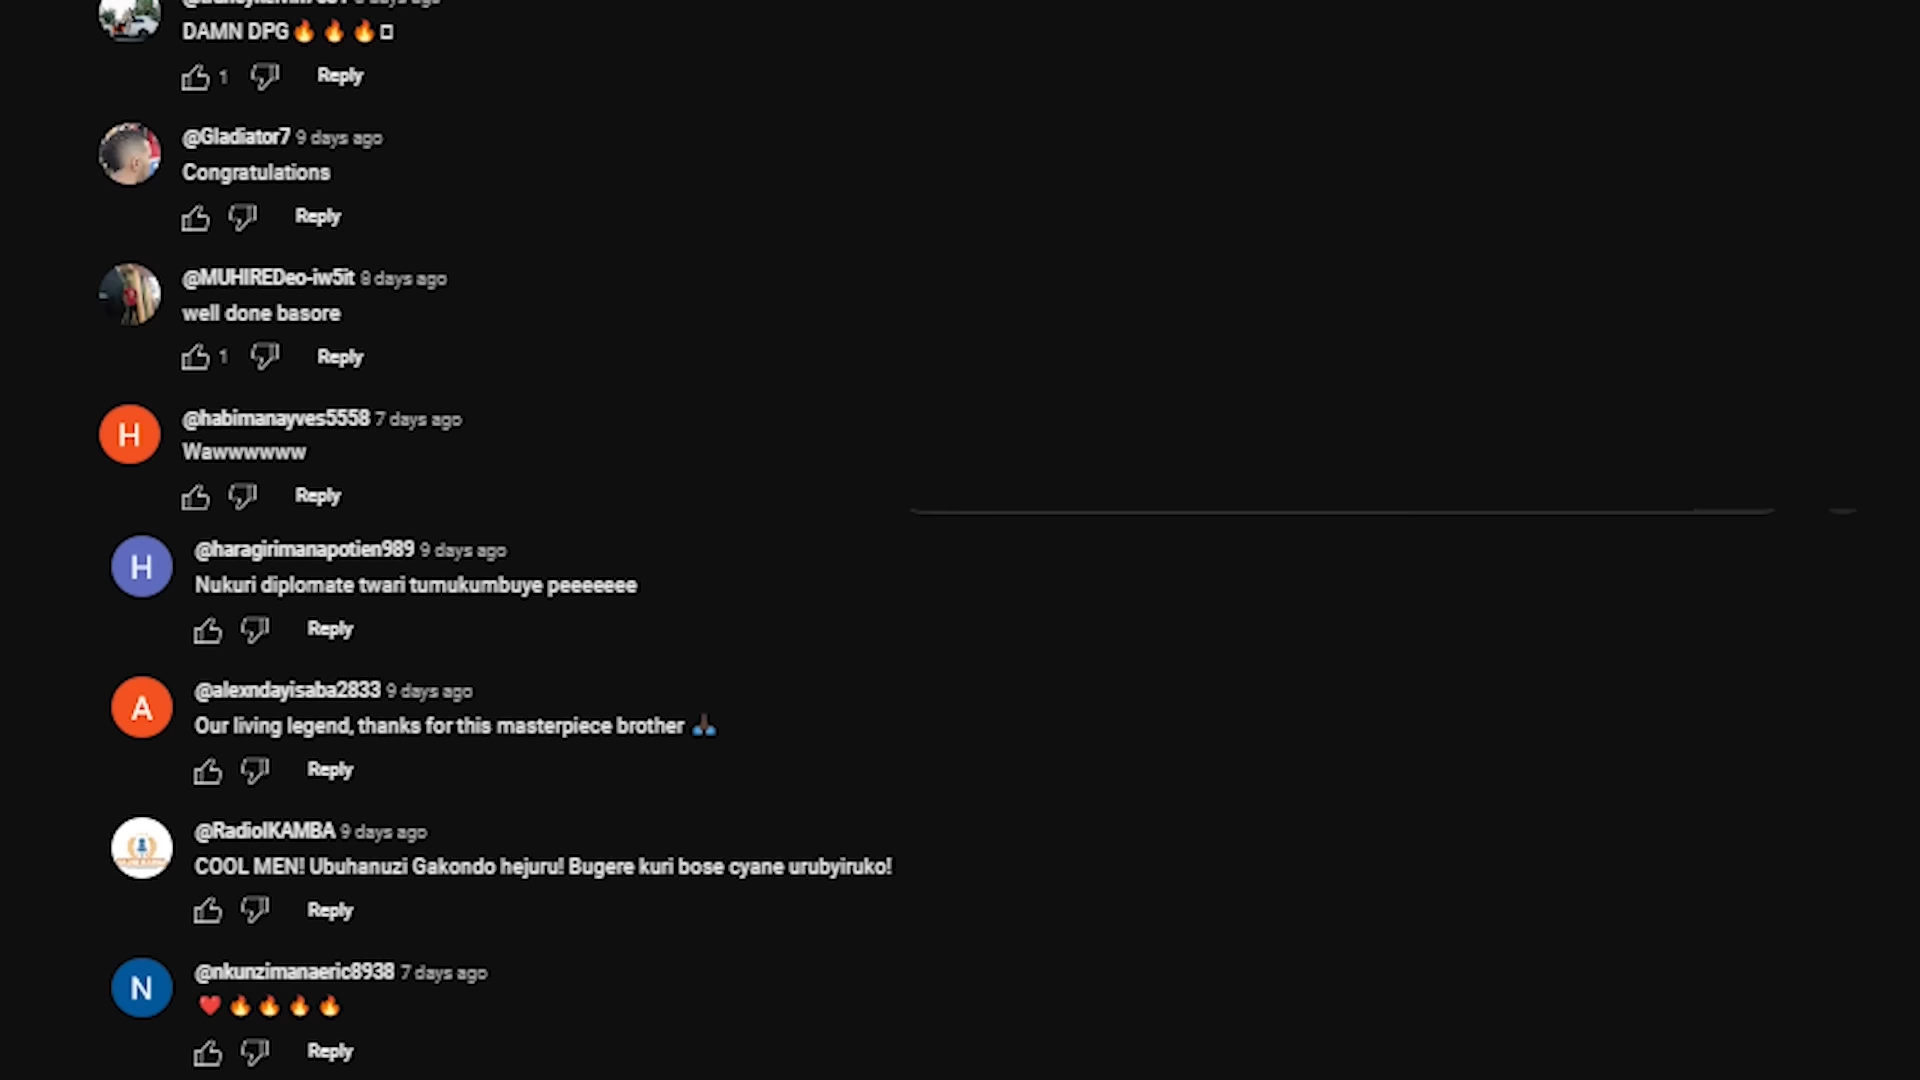 DAMN DPG🔥🔥🔥
1 Reply
@Gladiator7 9 days ago
Congratulations
Reply
@MUHIREDeo-iw5it 8 days ago
well done basore
1 Reply
@habimanayves5558 7 days ago
Wawwwwww
Reply
H
@haragirimanapotien989 9 days ago
Nukuri diplomate twari tumukumbuye peeeeeee
Reply
H
@alexndayisaba2833 9 days ago
Our living legend, thanks for this masterpiece brother 🙏🏿
Reply
A
@RadioIKAMBA 9 days ago
COOL MEN! Ubuhanuzi Gakondo hejuru! Bugere kuri bose cyane urubyiruko!
Reply
@nkunzimanaeric8938 7 days ago
❤️🔥🔥🔥🔥
Reply
N